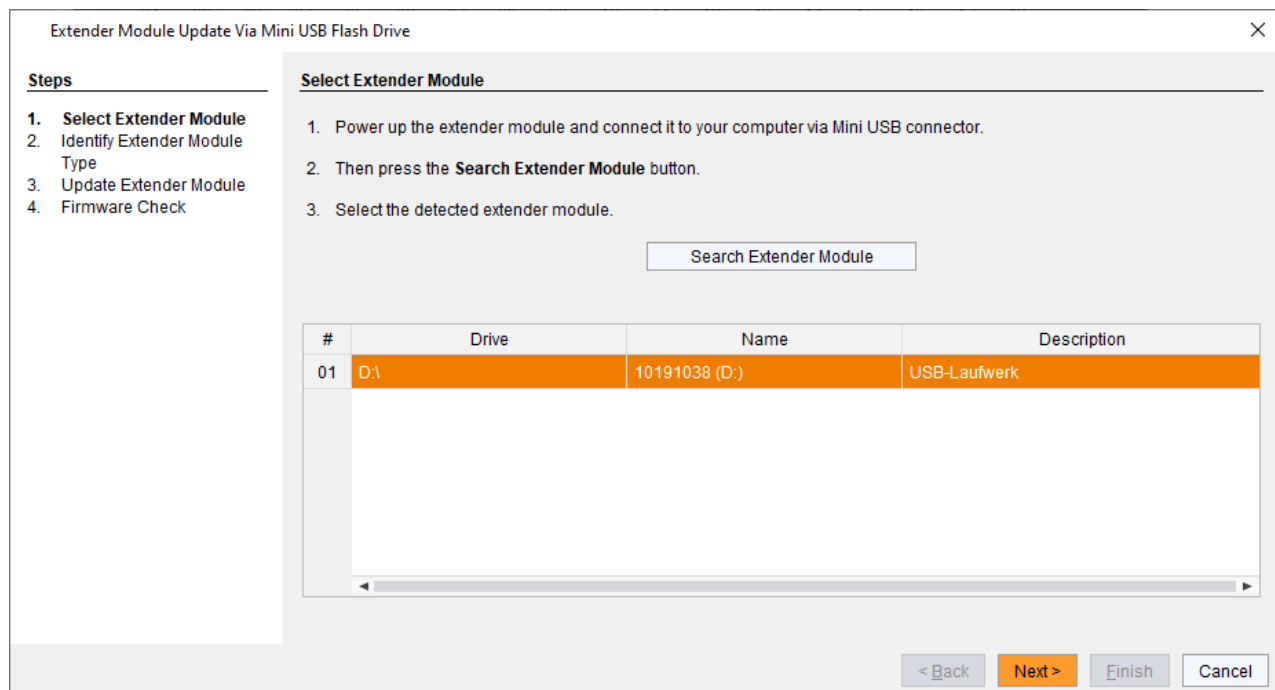 Extender Module Update Via Mini USB Flash Drive
Steps
1. Select Extender Module
2. Identify Extender Module
Type
3. Update Extender Module
4. Firmware Check
Select Extender Module
1. Power up the extender module and connect it to your computer via Mini USB connector.
2. Then press the Search Extender Module button.
3. Select the detected extender module.
Search Extender Module
# Drive Name Description
01 D:\ 10191038 (D:) USB-Laufwerk
< Back Next > Finish Cancel